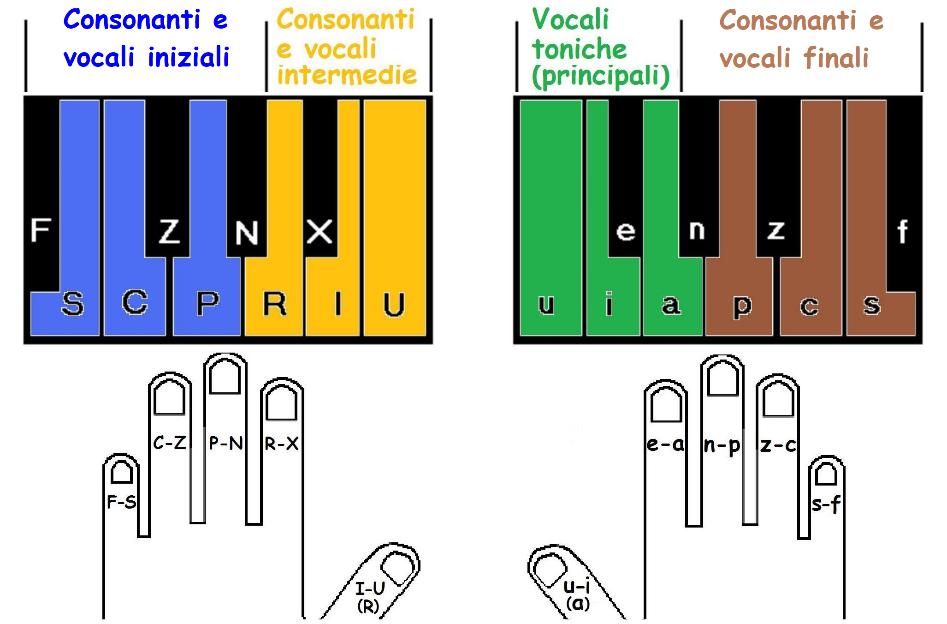 Consonanti e
vocali iniziali
Consonanti
e vocali
intermedie
Vocali
toniche
(principali)
Consonanti e
vocali finali
F Z N X
S C P R I U
e n z f
u i a p c s
F-S
C-Z
P-N
R-X
I-U
(R)
u-i
(a)
e-a
n-p
z-c
s-f